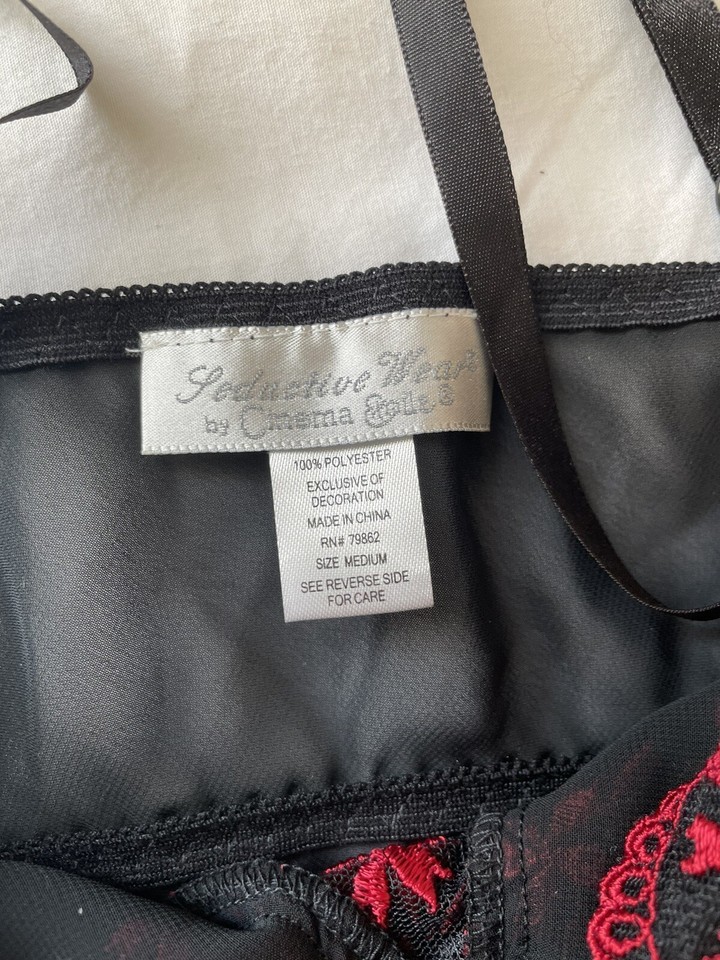 Seductive Wear®
by Cinema Etoile®
100% POLYESTER
EXCLUSIVE OF
DECORATION
MADE IN CHINA
RN# 79862
SIZE MEDIUM
SEE REVERSE SIDE
FOR CARE